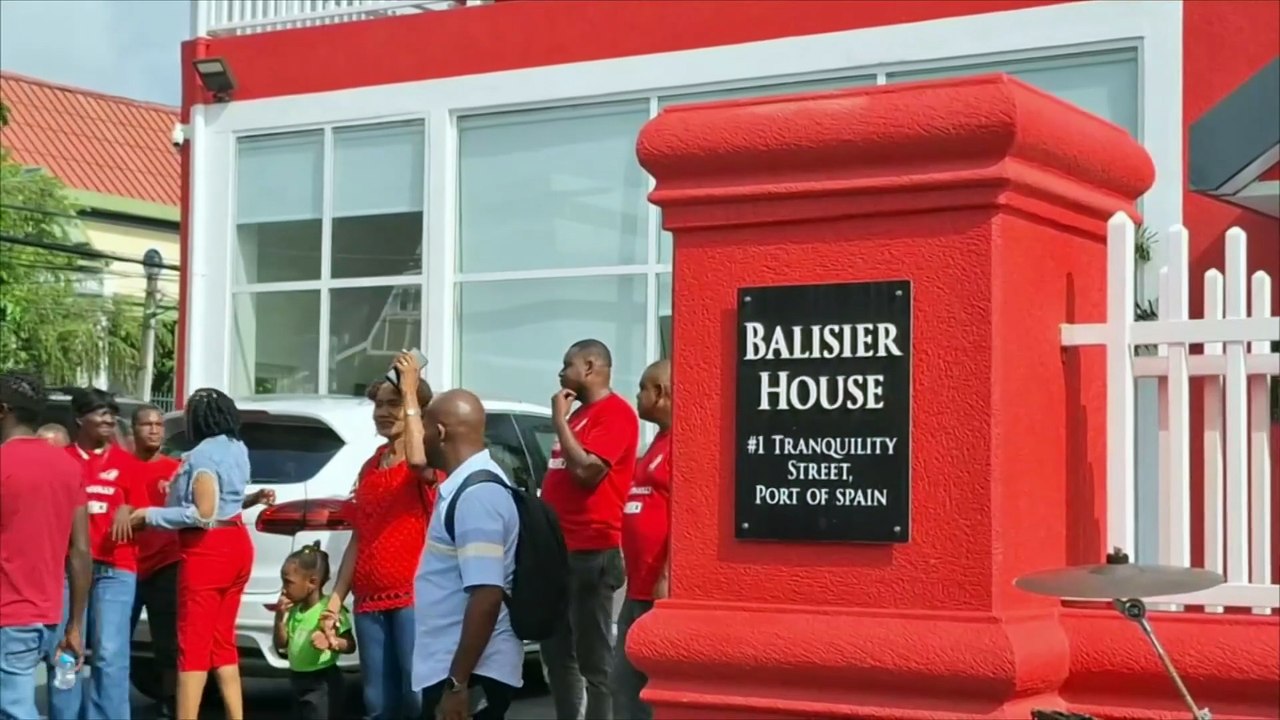 BALISIER
HOUSE
#1 TRANQUILITY
STREET,
PORT OF SPAIN